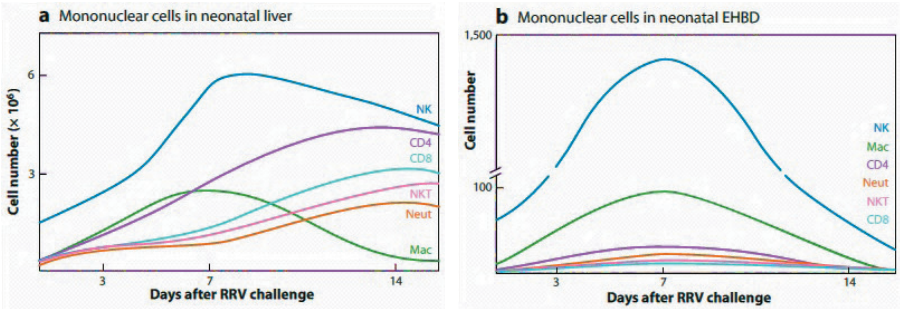 a Mononuclear cells in neonatal liver
Cell number (× 10⁶)
6
3
NK
CD4
CD8
NKT
Neut
Mac
3 7 14
Days after RRV challenge
b Mononuclear cells in neonatal EHBD
1,500
Cell number
100
NK
Mac
CD4
Neut
NKT
CD8
3 7 14
Days after RRV challenge